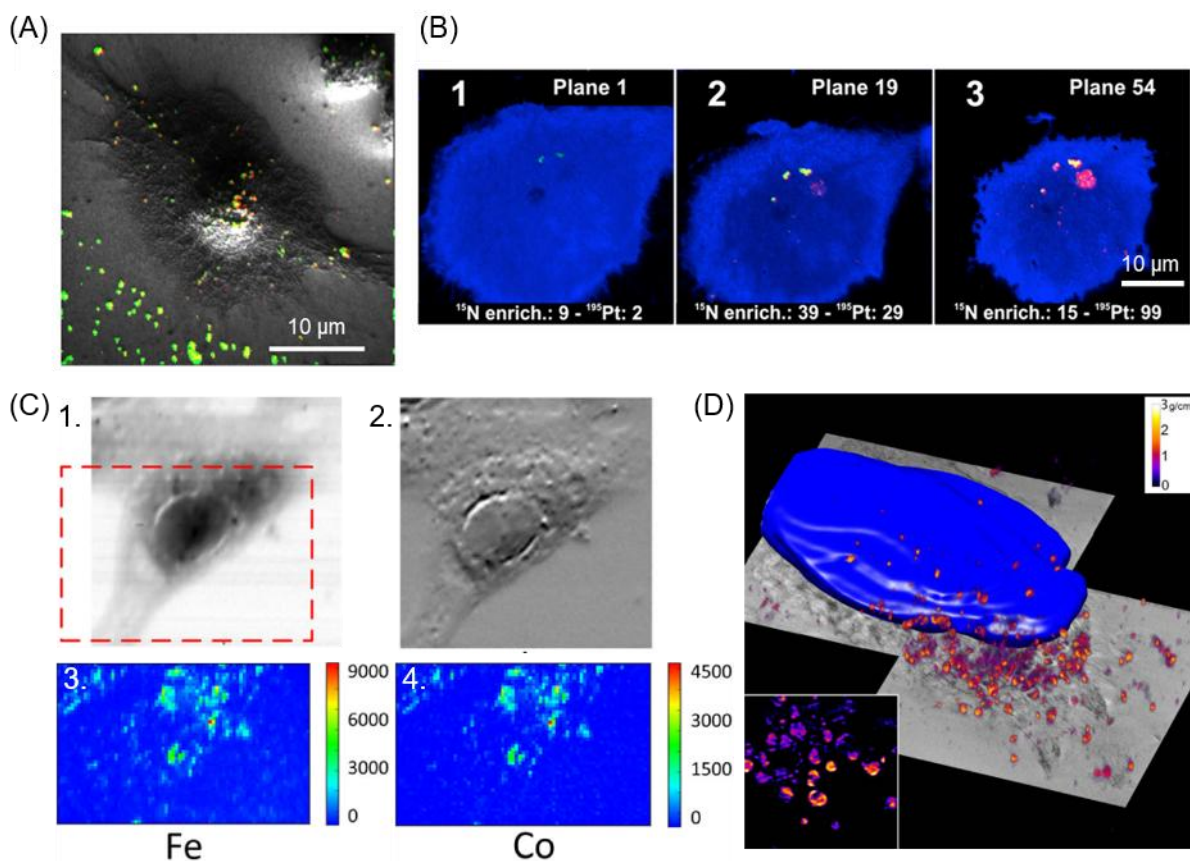 (A)
10 µm
(B)
1 Plane 1
¹⁵N enrich.: 9 - ¹⁹⁵Pt: 2
2 Plane 19
¹⁵N enrich.: 39 - ¹⁹⁵Pt: 29
3 Plane 54
10 µm
¹⁵N enrich.: 15 - ¹⁹⁵Pt: 99
(C)
1.
2.
3.
9000
6000
3000
0
Fe
4.
4500
3000
1500
0
Co
(D)
3 g/cm
2
1
0